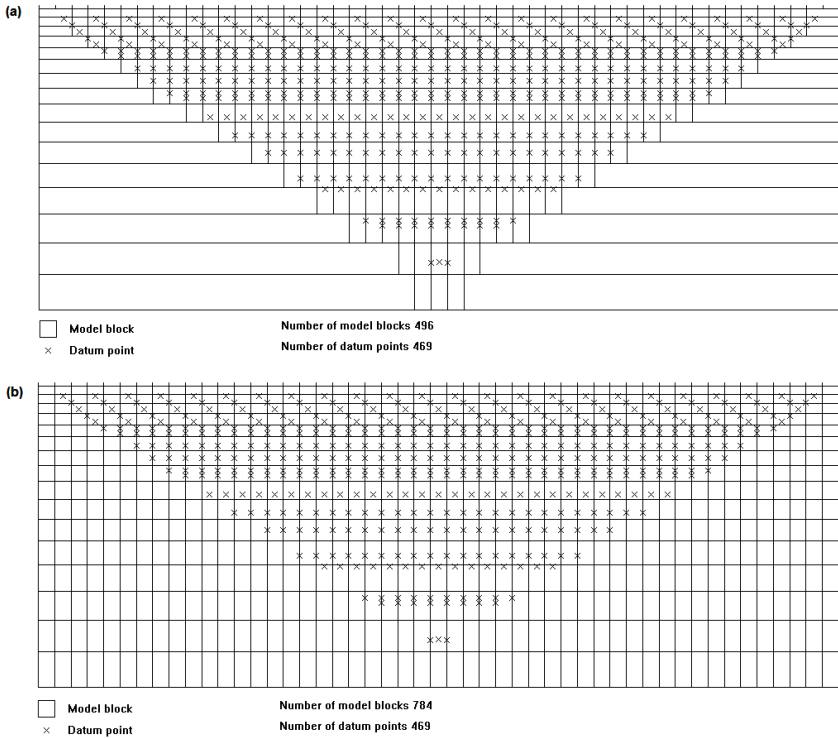 (a)
Model block
Number of model blocks 496
Datum point
Number of datum points 469
(b)
Model block
Number of model blocks 784
Datum point
Number of datum points 469